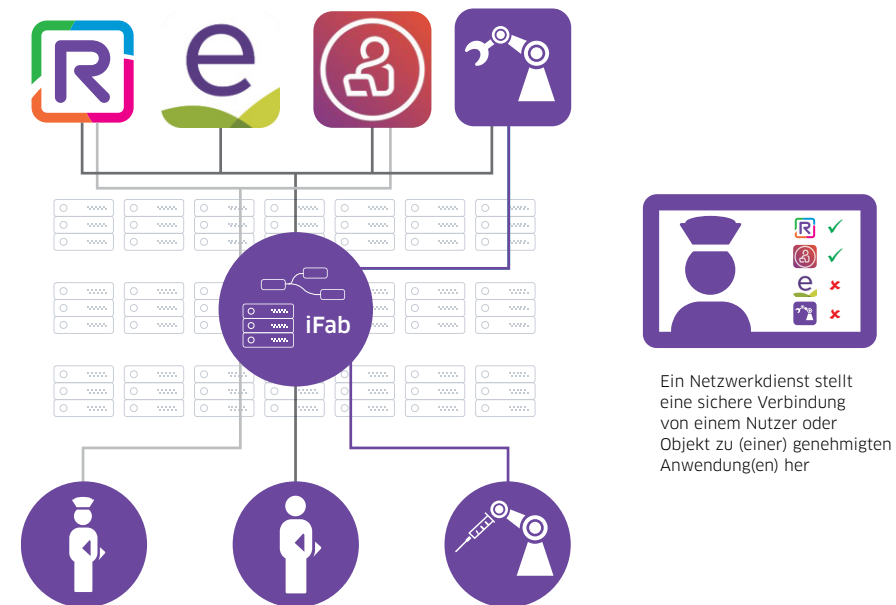 R
e
iFab
R
e
Ein Netzwerkdienst stellt
eine sichere Verbindung
von einem Nutzer oder
Objekt zu (einer) genehmigten
Anwendung(en) her